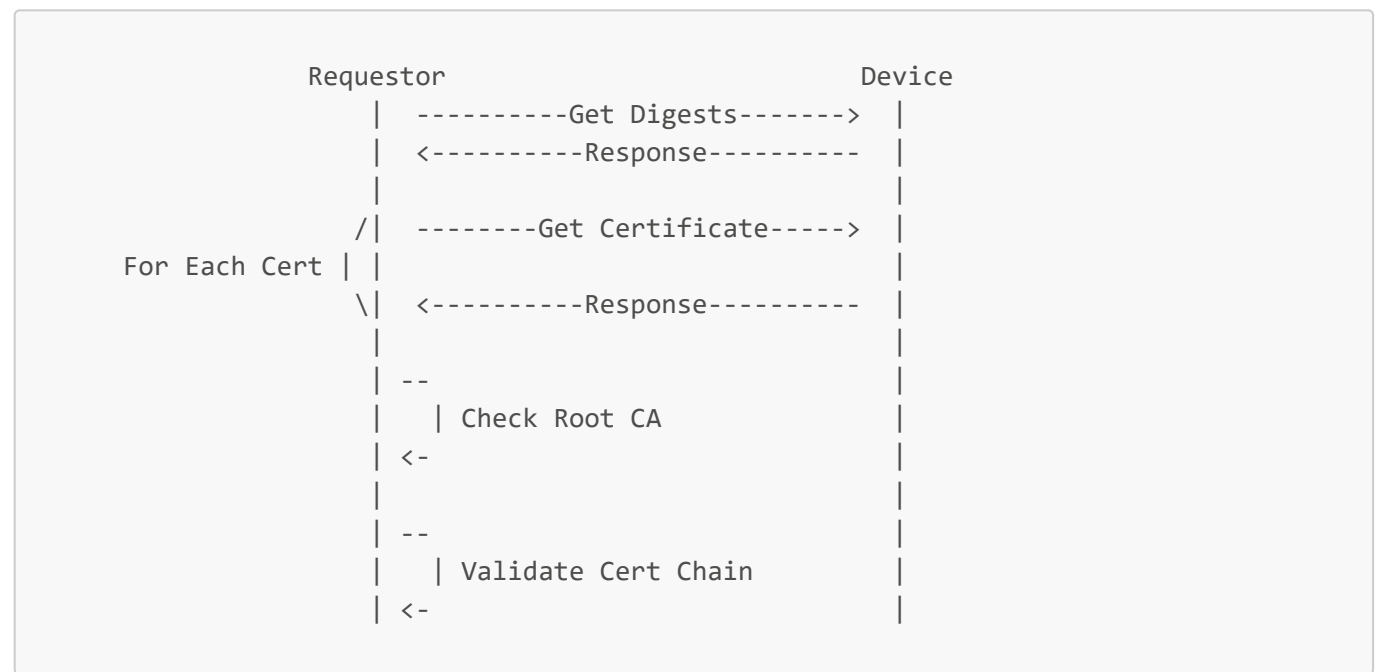 Requestor                           Device
    |  ----------Get Digests------->  |
    |  <----------Response----------  |
    |                                 |
   /|  --------Get Certificate----->  |
For Each Cert | |                                 |
   \|  <----------Response----------  |
    |                                 |
    | --                              |
    |   | Check Root CA               |
    | <-                              |
    |                                 |
    | --                              |
    |   | Validate Cert Chain         |
    | <-                              |